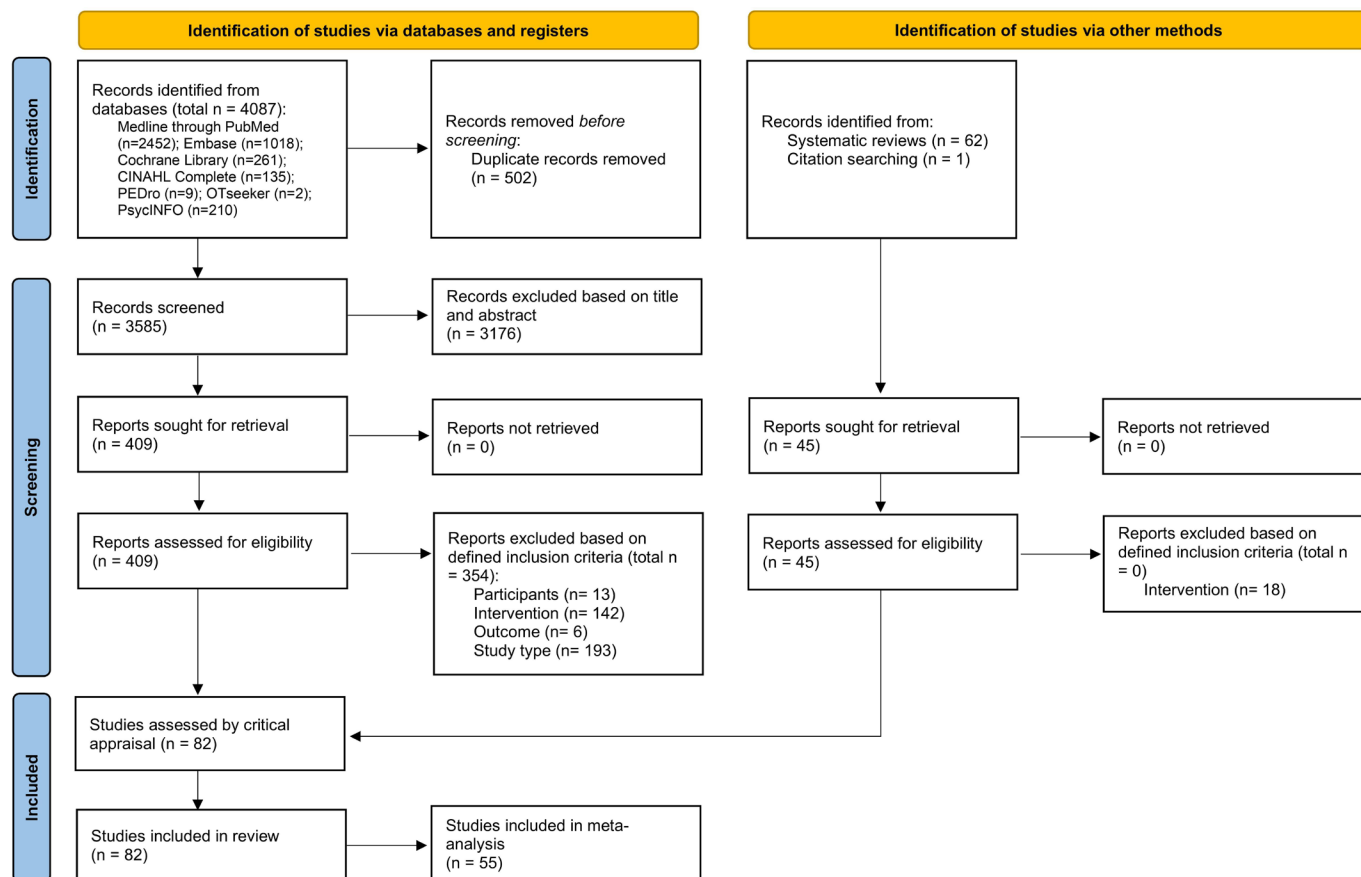 Identification of studies via databases and registers
Identification of studies via other methods
Identification
Records identified from
databases (total n = 4087):
Medline through PubMed
(n=2452); Embase (n=1018);
Cochrane Library (n=261);
CINAHL Complete (n=135);
PEDro (n=9); OTseeker (n=2);
PsycINFO (n=210)
Records removed before
screening:
Duplicate records removed
(n = 502)
Records identified from:
Systematic reviews (n = 62)
Citation searching (n = 1)
Screening
Records screened
(n = 3585)
Records excluded based on title
and abstract
(n = 3176)
Reports sought for retrieval
(n = 409)
Reports not retrieved
(n = 0)
Reports sought for retrieval
(n = 45)
Reports not retrieved
(n = 0)
Reports assessed for eligibility
(n = 409)
Reports excluded based on
defined inclusion criteria (total n
= 354):
Participants (n= 13)
Intervention (n= 142)
Outcome (n= 6)
Study type (n= 193)
Reports assessed for eligibility
(n = 45)
Reports excluded based on
defined inclusion criteria (total n
= 0)
Intervention (n= 18)
Included
Studies assessed by critical
appraisal (n = 82)
Studies included in review
(n = 82)
Studies included in meta-
analysis
(n = 55)